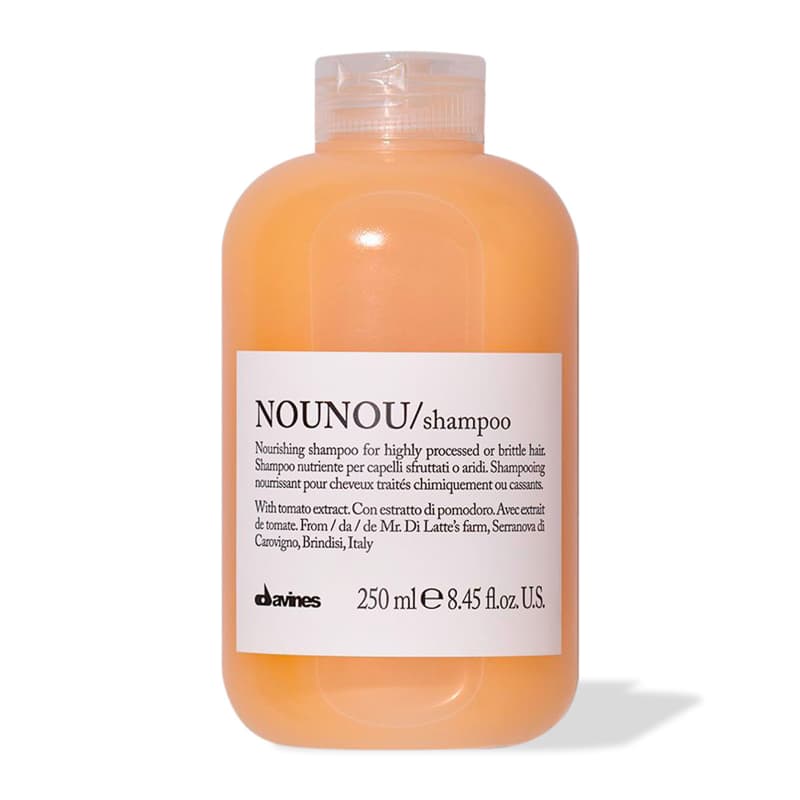 NOUNOU/shampoo
Nourishing shampoo for highly processed or brittle hair.
Shampoo nutriente per capelli sfruttati o aridi. Shampooing
nourrissant pour cheveux traités chimiquement ou cassants.
With tomato extract. Con estratto di pomodoro. Avec extrait
de tomate. From / da / de Mr. Di Latte's farm, Serranova di
Carovigno, Brindisi, Italy
davines 250 ml ℮ 8.45 fl.oz. U.S.